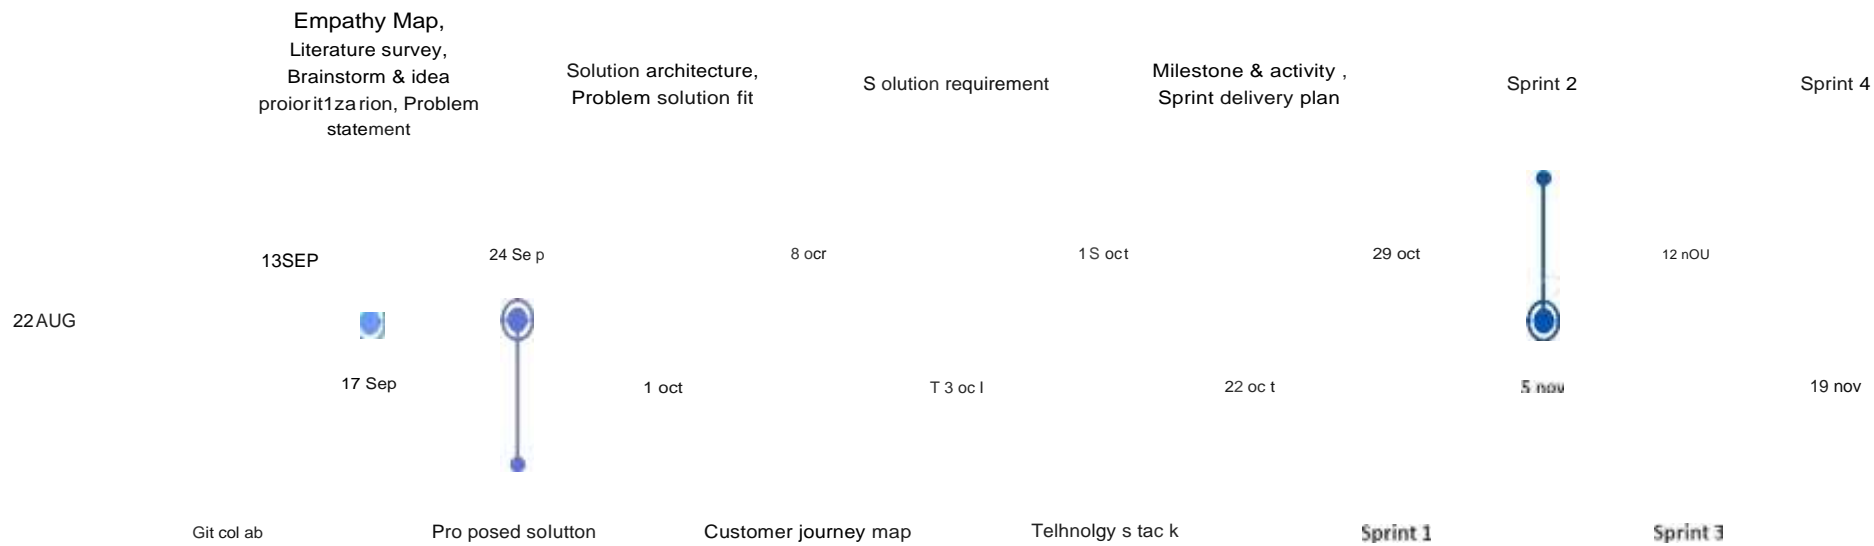 Empathy Map,
Literature survey,
Brainstorm & idea
proiorit1za rion, Problem
statement
Solution architecture,
Problem solution fit
S olution requirement
Milestone & activity ,
Sprint delivery plan
Sprint 2
Sprint 4
13SEP
24 Se p
8 ocr
1 S oct
29 oct
12 nOU
22AUG
17 Sep
1 oct
T 3 oc l
22 oc t
5 nov
19 nov
Git col ab
Pro posed solutton
Customer journey map
Telhnolgy s tac k
Sprint 1
Sprint 3